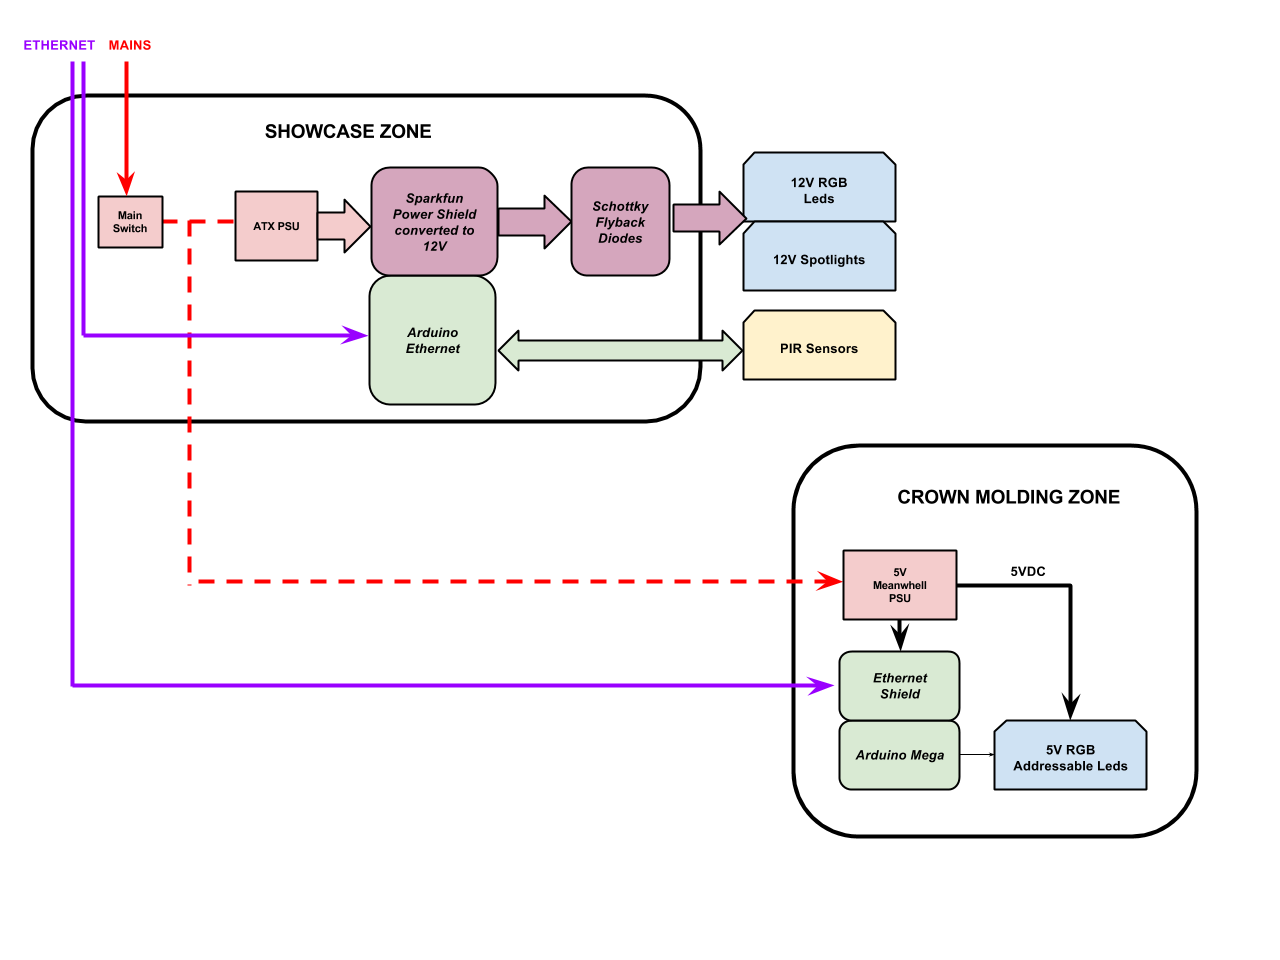 ETHERNET MAINS
SHOWCASE ZONE
Main
Switch
ATX PSU
Sparkfun
Power Shield
converted to
12V
Schottky
Flyback
Diodes
12V RGB
Leds
12V Spotlights
Arduino
Ethernet
PIR Sensors
CROWN MOLDING ZONE
5V
Meanwhell
PSU
5VDC
Ethernet
Shield
Arduino Mega
5V RGB
Addressable Leds